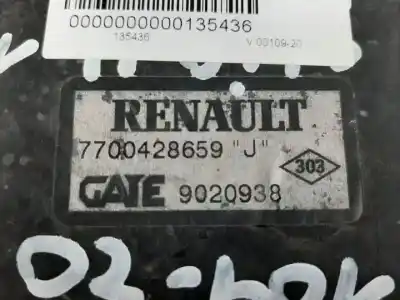 0000000000135436
135436
V 00109-20
RENAULT
7700428659 "J"
303
GATE 9020938